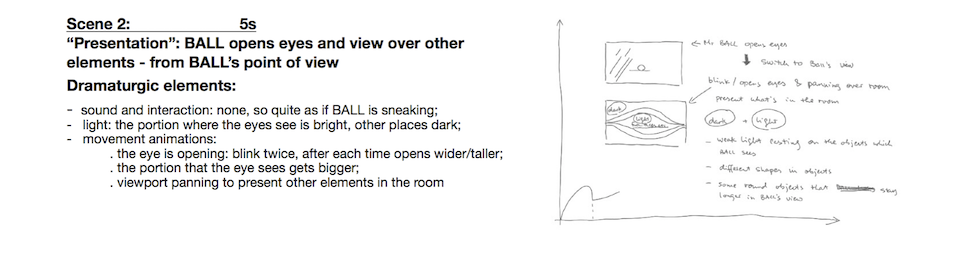 Scene 2: 5s
“Presentation”: BALL opens eyes and view over other
elements - from BALL’s point of view
Dramaturgic elements:
- sound and interaction: none, so quite as if BALL is sneaking;
- light: the portion where the eyes see is bright, other places dark;
- movement animations:
. the eye is opening: blink twice, after each time opens wider/taller;
. the portion that the eye sees gets bigger;
. viewport panning to present other elements in the room
← Mr BALL opens eyes
↓ switch to Ball's view
blink / opens eyes & panning over room
present what's in the room
dark + light
dark
light
- weak light resting on the objects which
BALL sees
- different shapes in objects
- some round objects that stay
longer in BALL's view